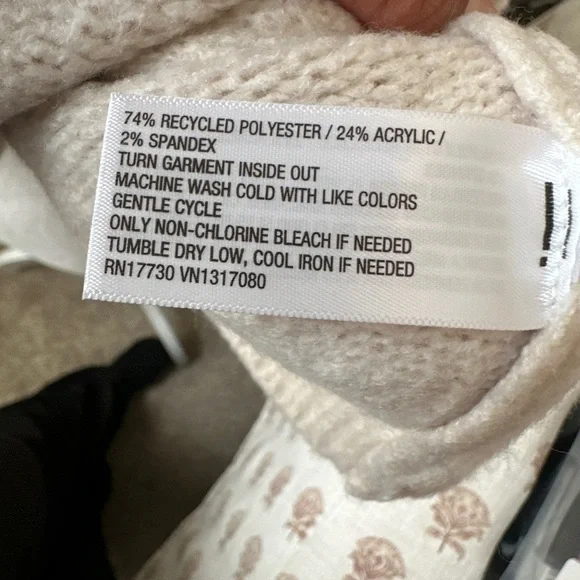 74% RECYCLED POLYESTER / 24% ACRYLIC /
2% SPANDEX
TURN GARMENT INSIDE OUT
MACHINE WASH COLD WITH LIKE COLORS
GENTLE CYCLE
ONLY NON-CHLORINE BLEACH IF NEEDED
TUMBLE DRY LOW, COOL IRON IF NEEDED
RN17730 VN1317080